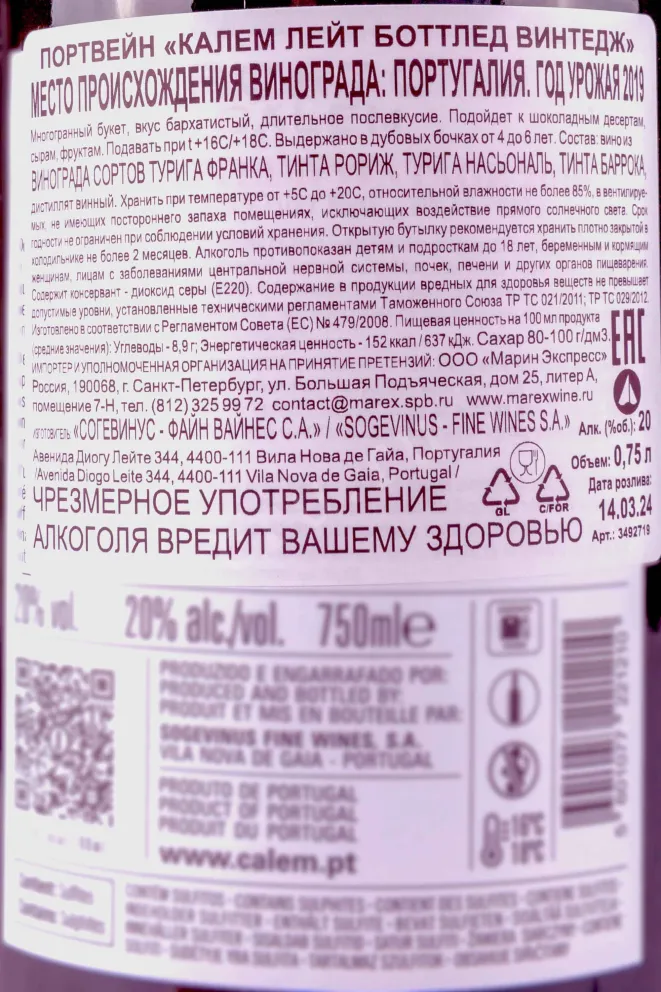 ПОРТВЕЙН «КАЛЕМ ЛЕЙТ БОТТЛЕД ВИНТЕДЖ»
МЕСТО ПРОИСХОЖДЕНИЯ ВИНОГРАДА: ПОРТУГАЛИЯ. ГОД УРОЖАЯ 2019
Многогранный букет, вкус бархатистый, длительное послевкусие. Подойдет к шоколадным десертам,
сырам, фруктам. Подавать при t +16С/+18С. Выдержано в дубовых бочках от 4 до 6 лет. Состав: вино из
ВИНОГРАДА СОРТОВ ТУРИГА ФРАНКА, ТИНТА РОРИЖ, ТУРИГА НАСЬОНАЛЬ, ТИНТА БАРРОКА,
дистиллят винный. Хранить при температуре от +5С до +20С, относительной влажности не более 85%, в вентилируе-
мых, не имеющих постороннего запаха помещениях, исключающих воздействие прямого солнечного света. Срок
годности не ограничен при соблюдении условий хранения. Открытую бутылку рекомендуется хранить плотно закрытой в
холодильнике не более 2 месяцев. Алкоголь противопоказан детям и подросткам до 18 лет, беременным и кормящим
женщинам, лицам с заболеваниями центральной нервной системы, почек, печени и других органов пищеварения.
Содержит консервант - диоксид серы (Е220). Содержание в продукции вредных для здоровья веществ не превышает
допустимые уровни, установленные техническими регламентами Таможенного Союза ТР ТС 021/2011; ТР ТС 029/2012.
Изготовлено в соответствии с Регламентом Совета (ЕС) № 479/2008. Пищевая ценность на 100 мл продукта
(средние значения): Углеводы - 8,9 г; Энергетическая ценность - 152 ккал / 637 кДж. Сахар 80-100 г/дм3.
ИМПОРТЕР И УПОЛНОМОЧЕННАЯ ОРГАНИЗАЦИЯ НА ПРИНЯТИЕ ПРЕТЕНЗИЙ: ООО «Марин Экспресс»
EAC
Россия, 190068, г. Санкт-Петербург, ул. Большая Подъяческая, дом 25, литер А,
помещение 7-Н, тел. (812) 325 99 72 contact@marex.spb.ru www.marexwine.ru
ИЗГОТОВИТЕЛЬ «СОГЕВИНУС - ФАЙН ВАЙНЕС С.А.» / «SOGEVINUS - FINE WINES S.A.»
Алк. (%об.): 20
Авенида Диогу Лейте 344, 4400-111 Вила Нова де Гайа, Португалия
/Avenida Diogo Leite 344, 4400-111 Vila Nova de Gaia, Portugal /
Объем: 0,75 л
Дата розлива:
14.03.24
Арт.: 3492719
GL
C/FOR
ЧРЕЗМЕРНОЕ УПОТРЕБЛЕНИЕ
АЛКОГОЛЯ ВРЕДИТ ВАШЕМУ ЗДОРОВЬЮ
20% vol.
20% alc./vol. 750ml e
PRODUZIDO E ENGARRAFADO POR:
PRODUCED AND BOTTLED BY:
PRODUIT ET MIS EN BOUTEILLE PAR:
SOGEVINUS FINE WINES, S.A.
VILA NOVA DE GAIA - PORTUGAL
PRODUTO DE PORTUGAL
PRODUCT OF PORTUGAL
PRODUIT DU PORTUGAL
www.calem.pt